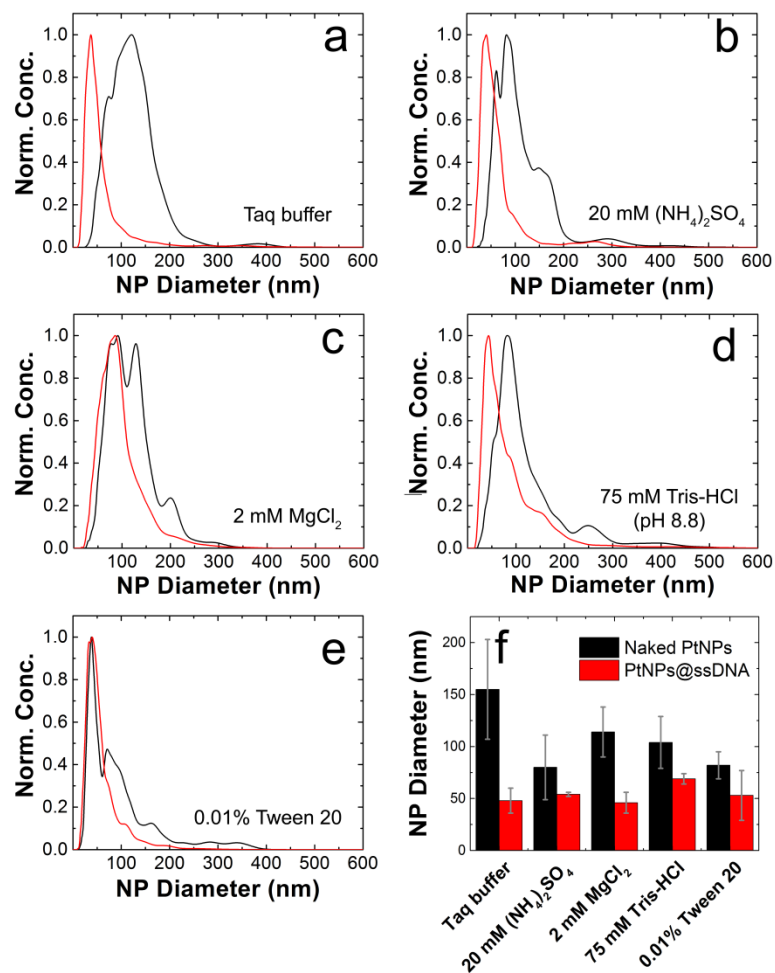 a
Norm. Conc.
1.0
0.8
0.6
0.4
0.2
0.0
Taq buffer
0 100 200 300 400 500 600
NP Diameter (nm)
b
Norm. Conc.
1.0
0.8
0.6
0.4
0.2
0.0
20 mM (NH₄)₂SO₄
0 100 200 300 400 500 600
NP Diameter (nm)
c
Norm. Conc.
1.0
0.8
0.6
0.4
0.2
0.0
2 mM MgCl₂
0 100 200 300 400 500 600
NP Diameter (nm)
d
Norm. Conc.
1.0
0.8
0.6
0.4
0.2
0.0
75 mM Tris-HCl
(pH 8.8)
0 100 200 300 400 500 600
NP Diameter (nm)
e
Norm. Conc.
1.0
0.8
0.6
0.4
0.2
0.0
0.01% Tween 20
0 100 200 300 400 500 600
NP Diameter (nm)
f
Naked PtNPs
PtNPs@ssDNA
NP Diameter (nm)
200
150
100
50
0
Taq buffer
20 mM (NH₄)₂SO₄
2 mM MgCl₂
75 mM Tris-HCl
0.01% Tween 20